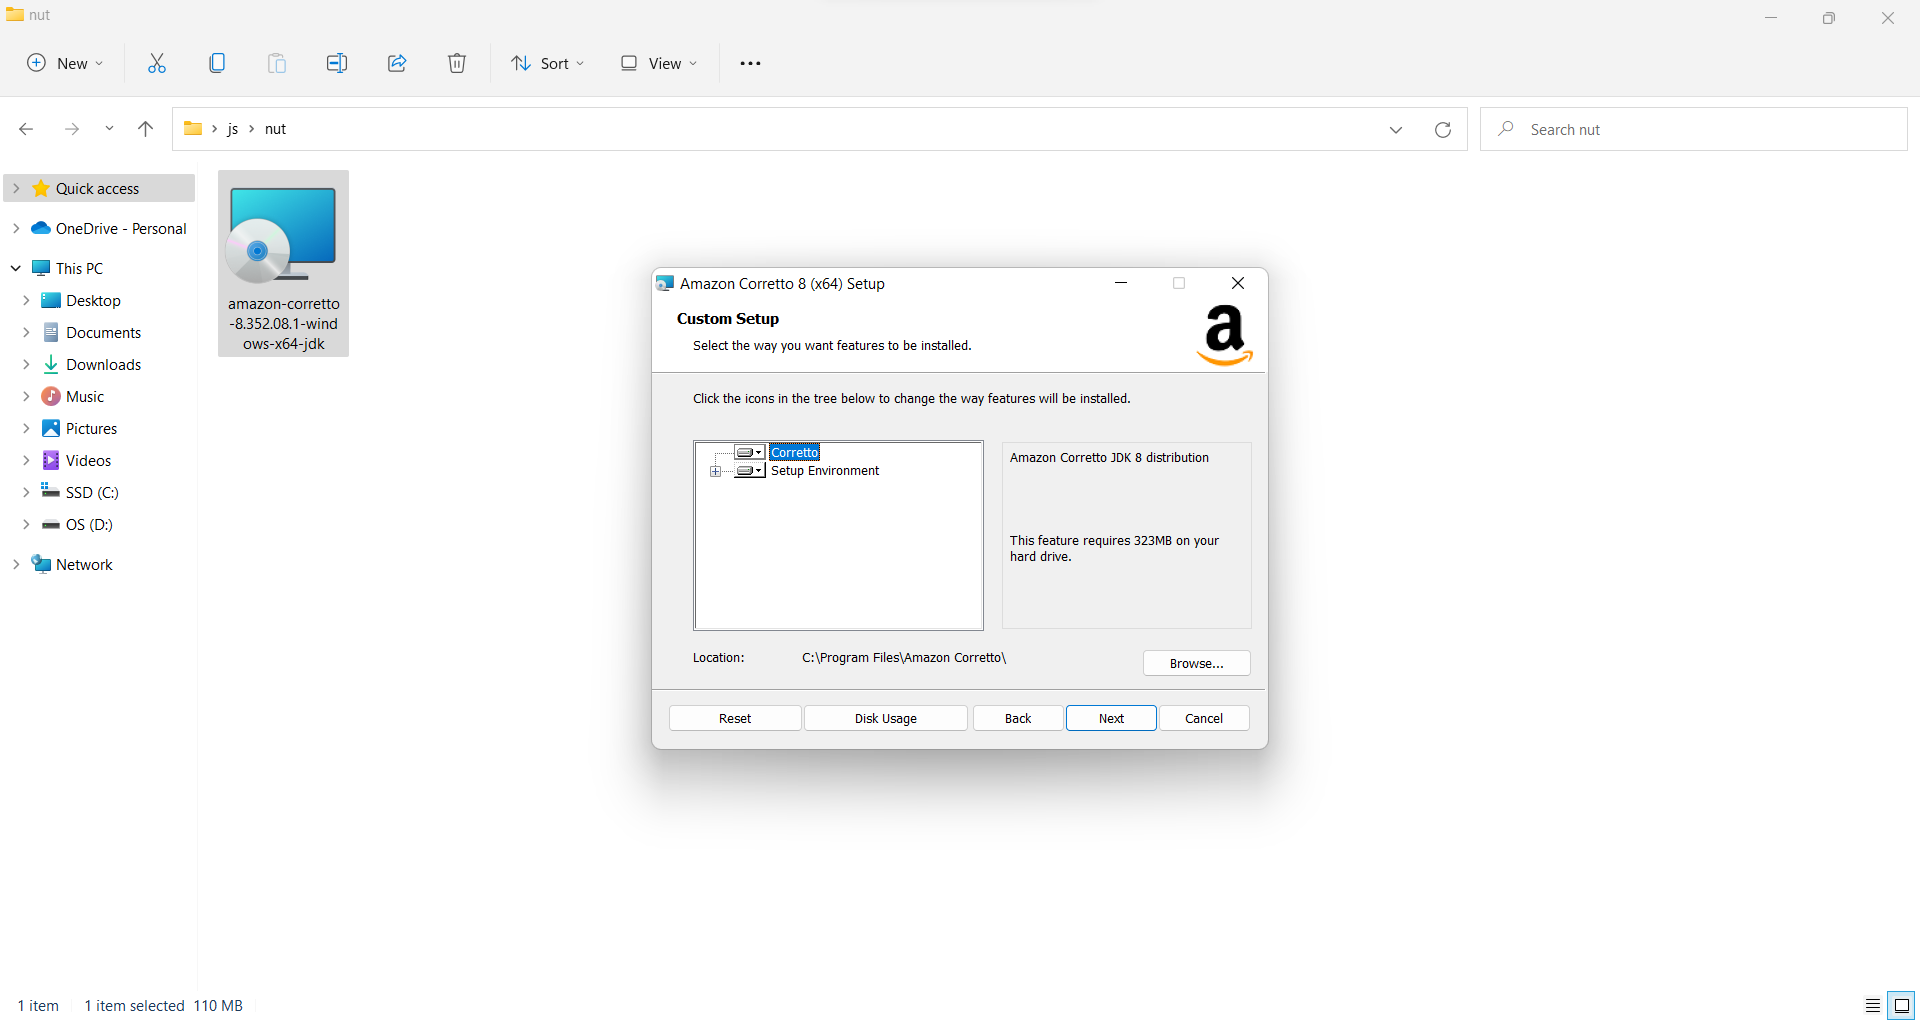 nut
New
Sort
View
js
nut
Search nut
Quick access
OneDrive - Personal
This PC
Desktop
Documents
Downloads
Music
Pictures
Videos
SSD (C:)
OS (D:)
Network
amazon-corretto
-8.352.08.1-wind
ows-x64-jdk
Amazon Corretto 8 (x64) Setup
Custom Setup
Select the way you want features to be installed.
a
Click the icons in the tree below to change the way features will be installed.
Corretto
Setup Environment
Amazon Corretto JDK 8 distribution
This feature requires 323MB on your
hard drive.
Location:
C:\Program Files\Amazon Corretto\
Browse...
Reset
Disk Usage
Back
Next
Cancel
1 item
1 item selected 110 MB